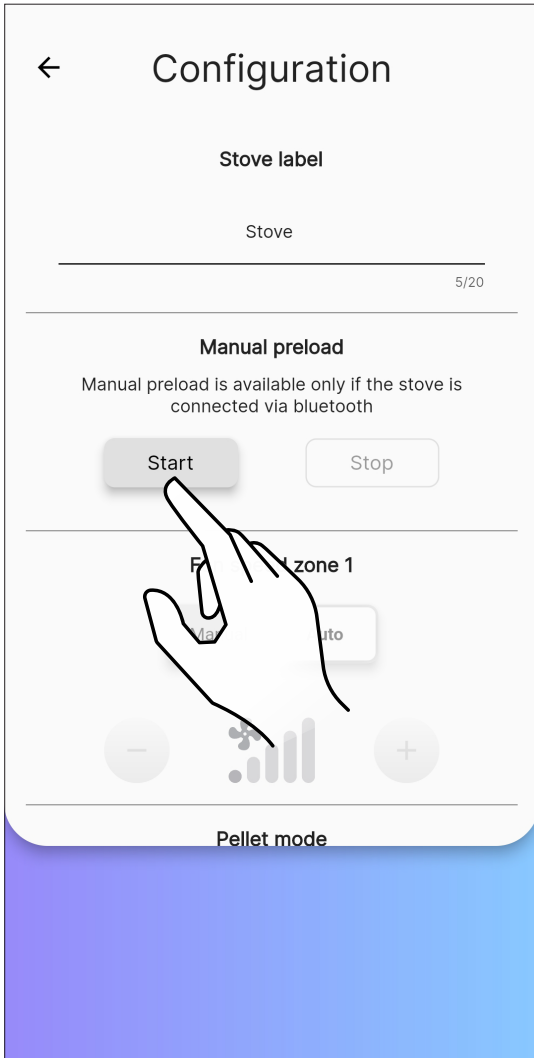 Configuration
Stove label
Stove
5/20
Manual preload
Manual preload is available only if the stove is
connected via bluetooth
Start
Stop
zone 1
Pellet mode